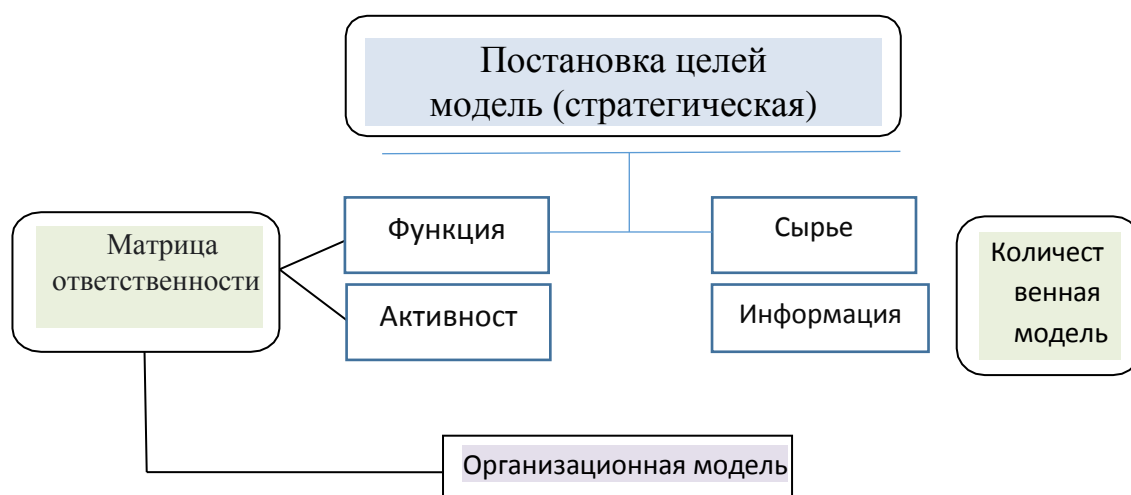 Постановка целей
модель (стратегическая)
Функция
Сырье
Матрица
ответственности
Количест
венная
модель
Активност
Информация
Организационная модель